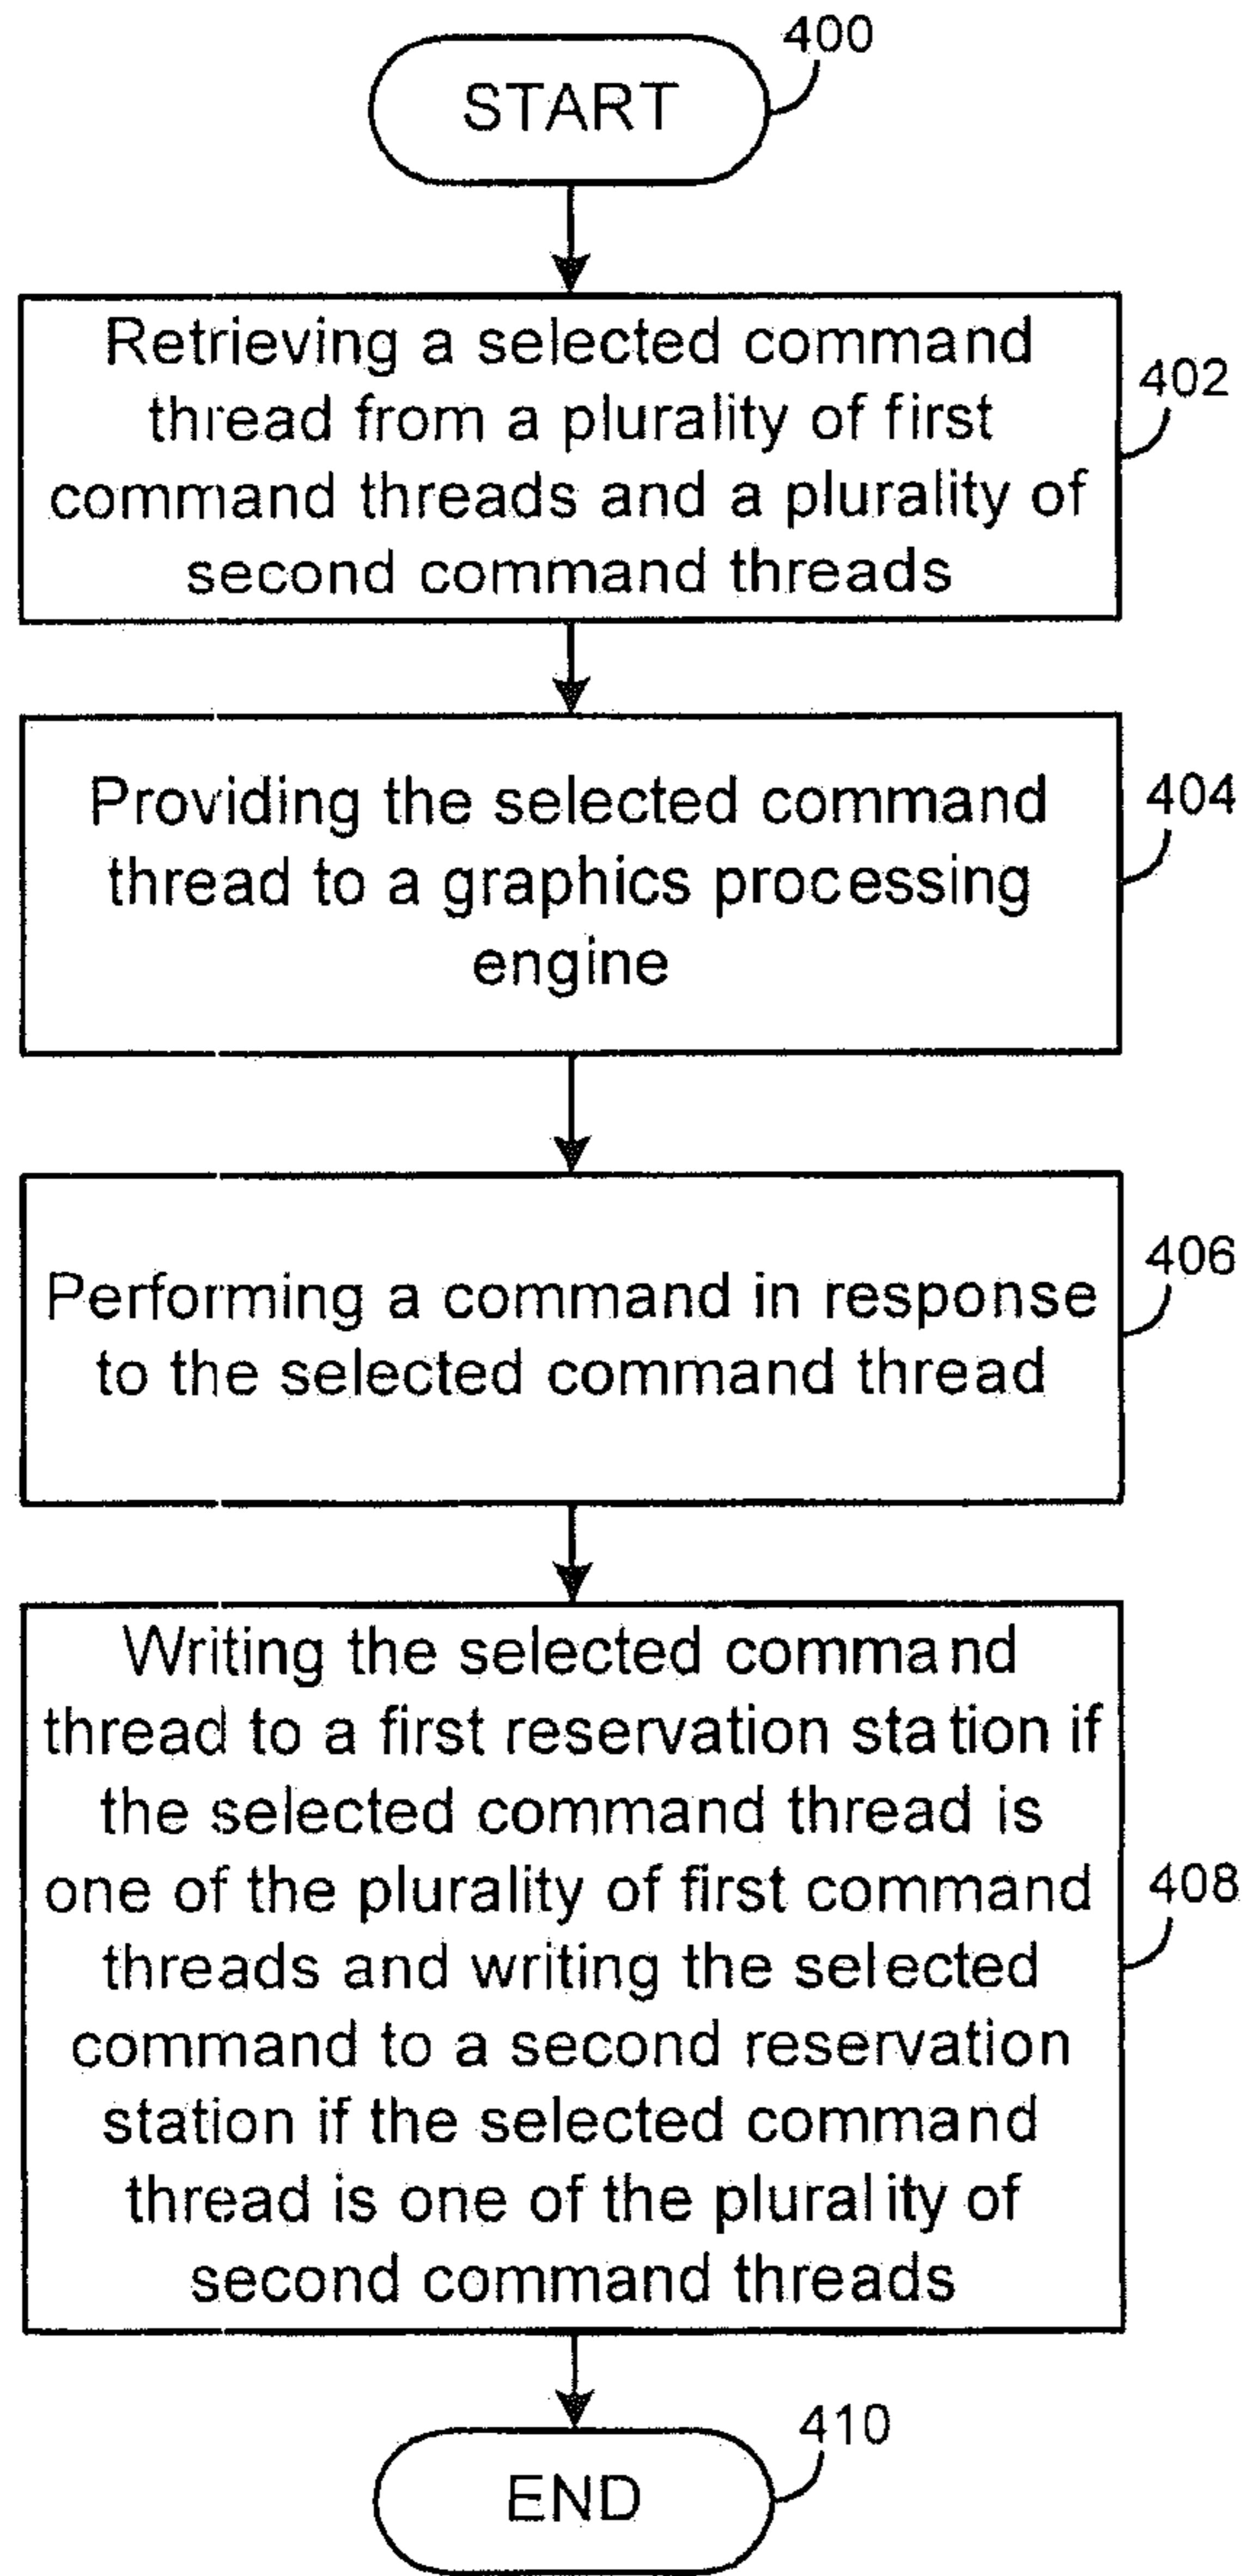 400
START
Retrieving a selected command
thread from a plurality of first
command threads and a plurality of
second command threads
402
Providing the selected command
thread to a graphics processing
engine
404
Performing a command in response
to the selected command thread
406
Writing the selected command
thread to a first reservation station if
the selected command thread is
one of the plurality of first command
threads and writing the selected
command to a second reservation
station if the selected command
thread is one of the plurality of
second command threads
408
410
END